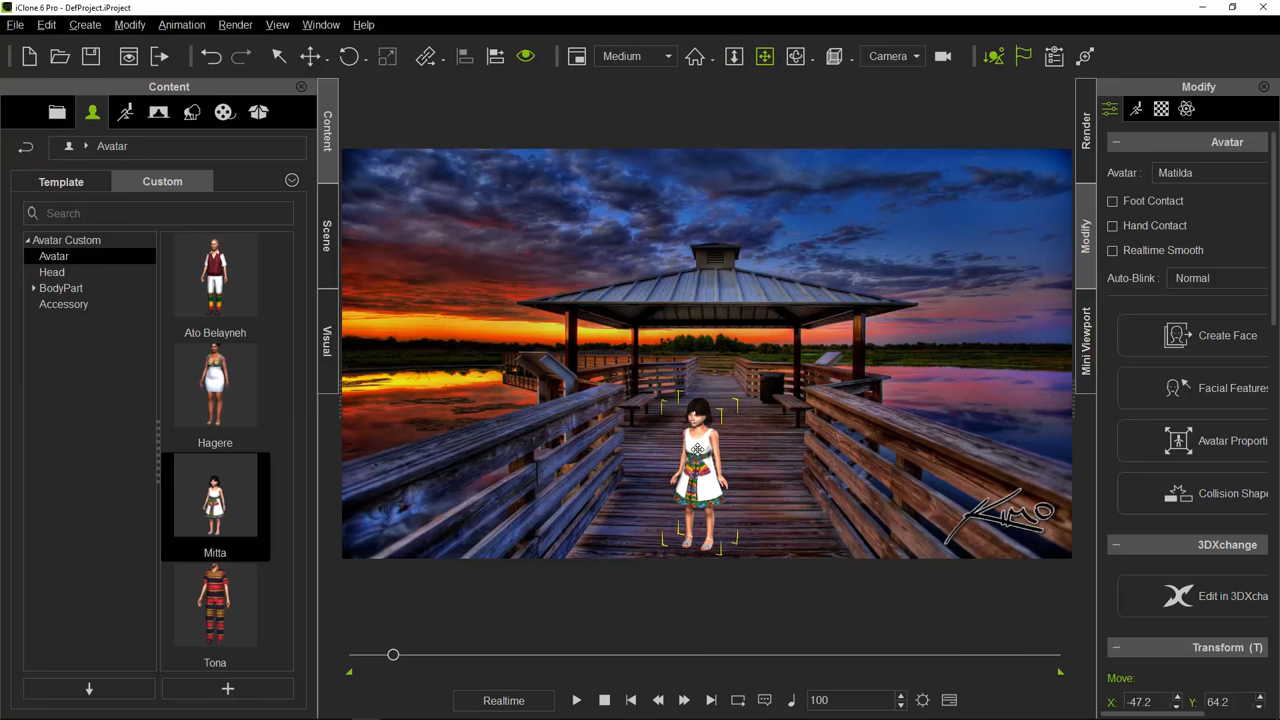 iClone 6 Pro - DefProject.iProject
File Edit Create Modify Animation Render View Window Help
Medium
Camera
Content
Modify
Avatar
Template Custom
Search
Avatar Custom
Avatar
Head
BodyPart
Accessory
Ato Belayneh
Hagere
Mitta
Tona
Content
Scene
Visual
KIMO
Render
Modify
Mini Viewport
Avatar
Avatar : Matilda
Foot Contact
Hand Contact
Realtime Smooth
Auto-Blink : Normal
Create Face
Facial Features
Avatar Proporti
Collision Shape
3DXchange
Edit in 3DXcha
Transform (T)
Move:
X: -47.2 Y: 64.2
Realtime
100